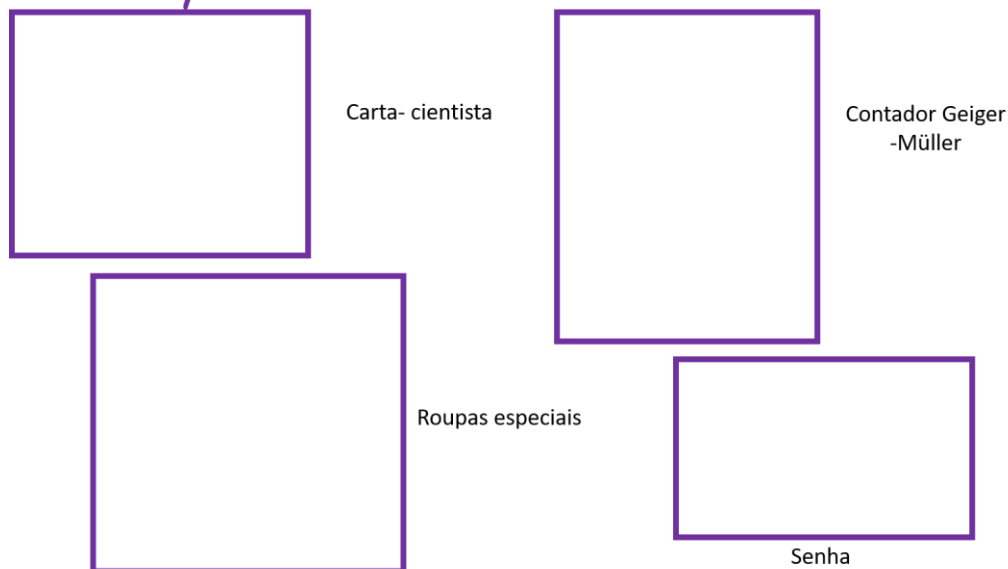 Carta- cientista
Contador Geiger
-Müller
Roupas especiais
Senha